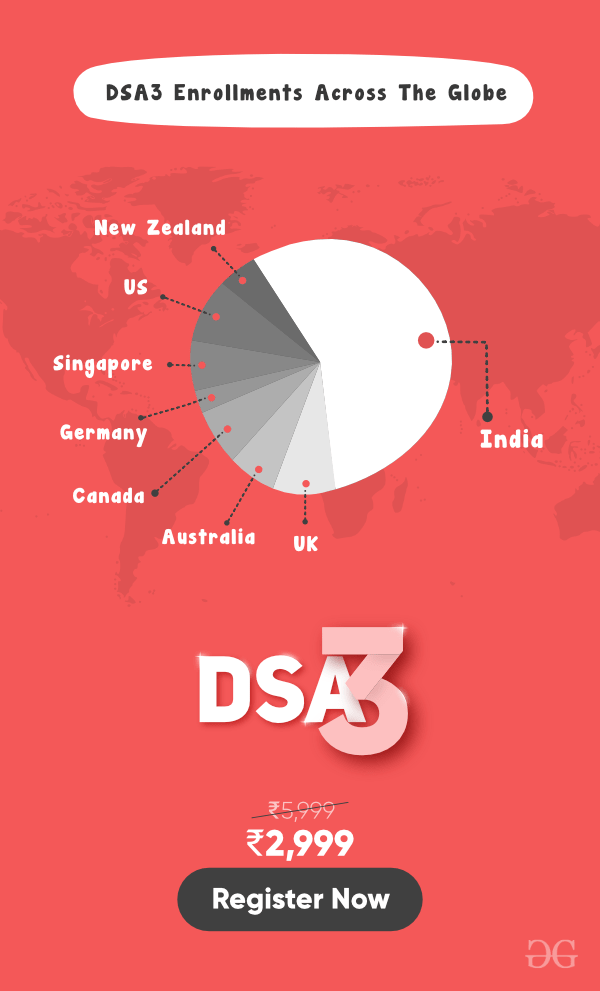 DSA3 Enrollments Across The Globe
New Zealand
US
Singapore
Germany
Canada
Australia
UK
India
DSA3
₹5,999
₹2,999
Register Now
GG